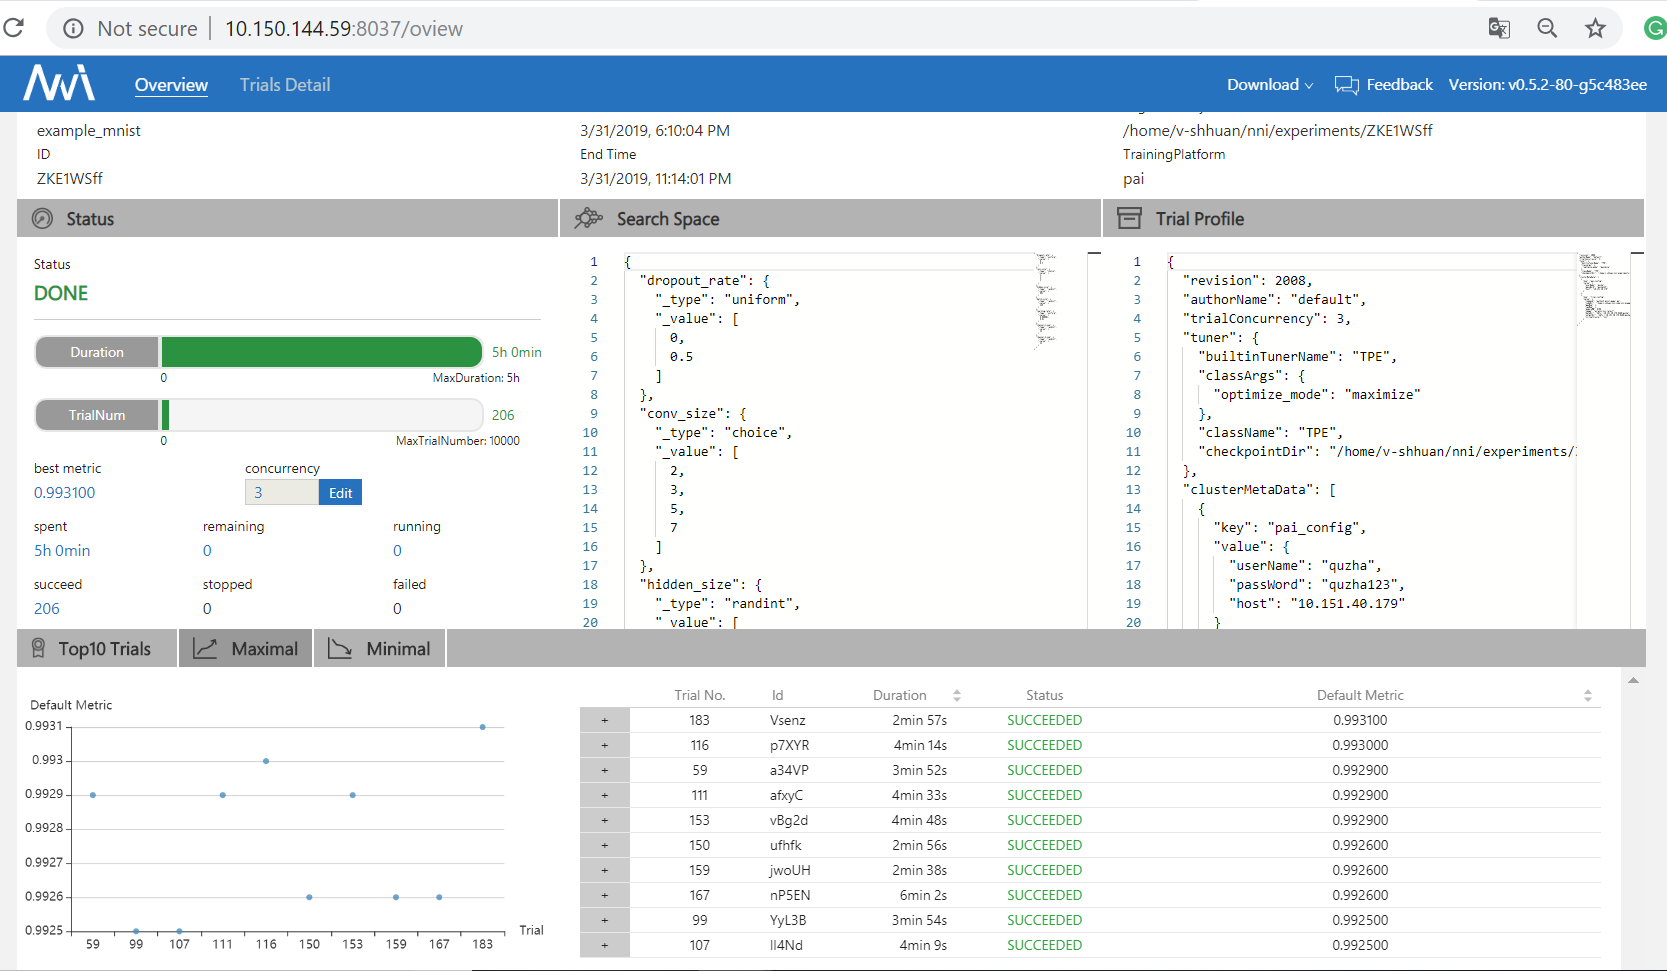 Not secure | 10.150.144.59:8037/oview
NNI Overview Trials Detail Download Feedback Version: v0.5.2-80-g5c483ee
example_mnist 3/31/2019, 6:10:04 PM /home/v-shhuan/nni/experiments/ZKE1WSff
ID End Time TrainingPlatform
ZKE1WSff 3/31/2019, 11:14:01 PM pai
Status
Search Space
Trial Profile
Status
DONE
Duration 5h 0min
0 MaxDuration: 5h
TrialNum 206
0 MaxTrialNumber: 10000
best metric concurrency
0.993100 3 Edit
spent remaining running
5h 0min 0 0
succeed stopped failed
206 0 0
1 {
2 "dropout_rate": {
3 "_type": "uniform",
4 "_value": [
5 0,
6 0.5
7 ]
8 },
9 "conv_size": {
10 "_type": "choice",
11 "_value": [
12 2,
13 3,
14 5,
15 7
16 ]
17 },
18 "hidden_size": {
19 "_type": "randint",
20 "_value": [
1 {
2 "revision": 2008,
3 "authorName": "default",
4 "trialConcurrency": 3,
5 "tuner": {
6 "builtinTunerName": "TPE",
7 "classArgs": {
8 "optimize_mode": "maximize"
9 },
10 "className": "TPE",
11 "checkpointDir": "/home/v-shhuan/nni/experiments/
12 },
13 "clusterMetaData": [
14 {
15 "key": "pai_config",
16 "value": {
17 "userName": "quzha",
18 "passWord": "quzha123",
19 "host": "10.151.40.179"
20 }
Top10 Trials Maximal Minimal
Default Metric
0.9931
0.993
0.9929
0.9928
0.9927
0.9926
0.9925
59 99 107 111 116 150 153 159 167 183
Trial
Trial No. Id Duration Status Default Metric
+ 183 Vsenz 2min 57s SUCCEEDED 0.993100
+ 116 p7XYR 4min 14s SUCCEEDED 0.993000
+ 59 a34VP 3min 52s SUCCEEDED 0.992900
+ 111 afxyC 4min 33s SUCCEEDED 0.992900
+ 153 vBg2d 4min 48s SUCCEEDED 0.992900
+ 150 ufhfk 2min 56s SUCCEEDED 0.992600
+ 159 jwoUH 2min 38s SUCCEEDED 0.992600
+ 167 nP5EN 6min 2s SUCCEEDED 0.992600
+ 99 YyL3B 3min 54s SUCCEEDED 0.992500
+ 107 ll4Nd 4min 9s SUCCEEDED 0.992500